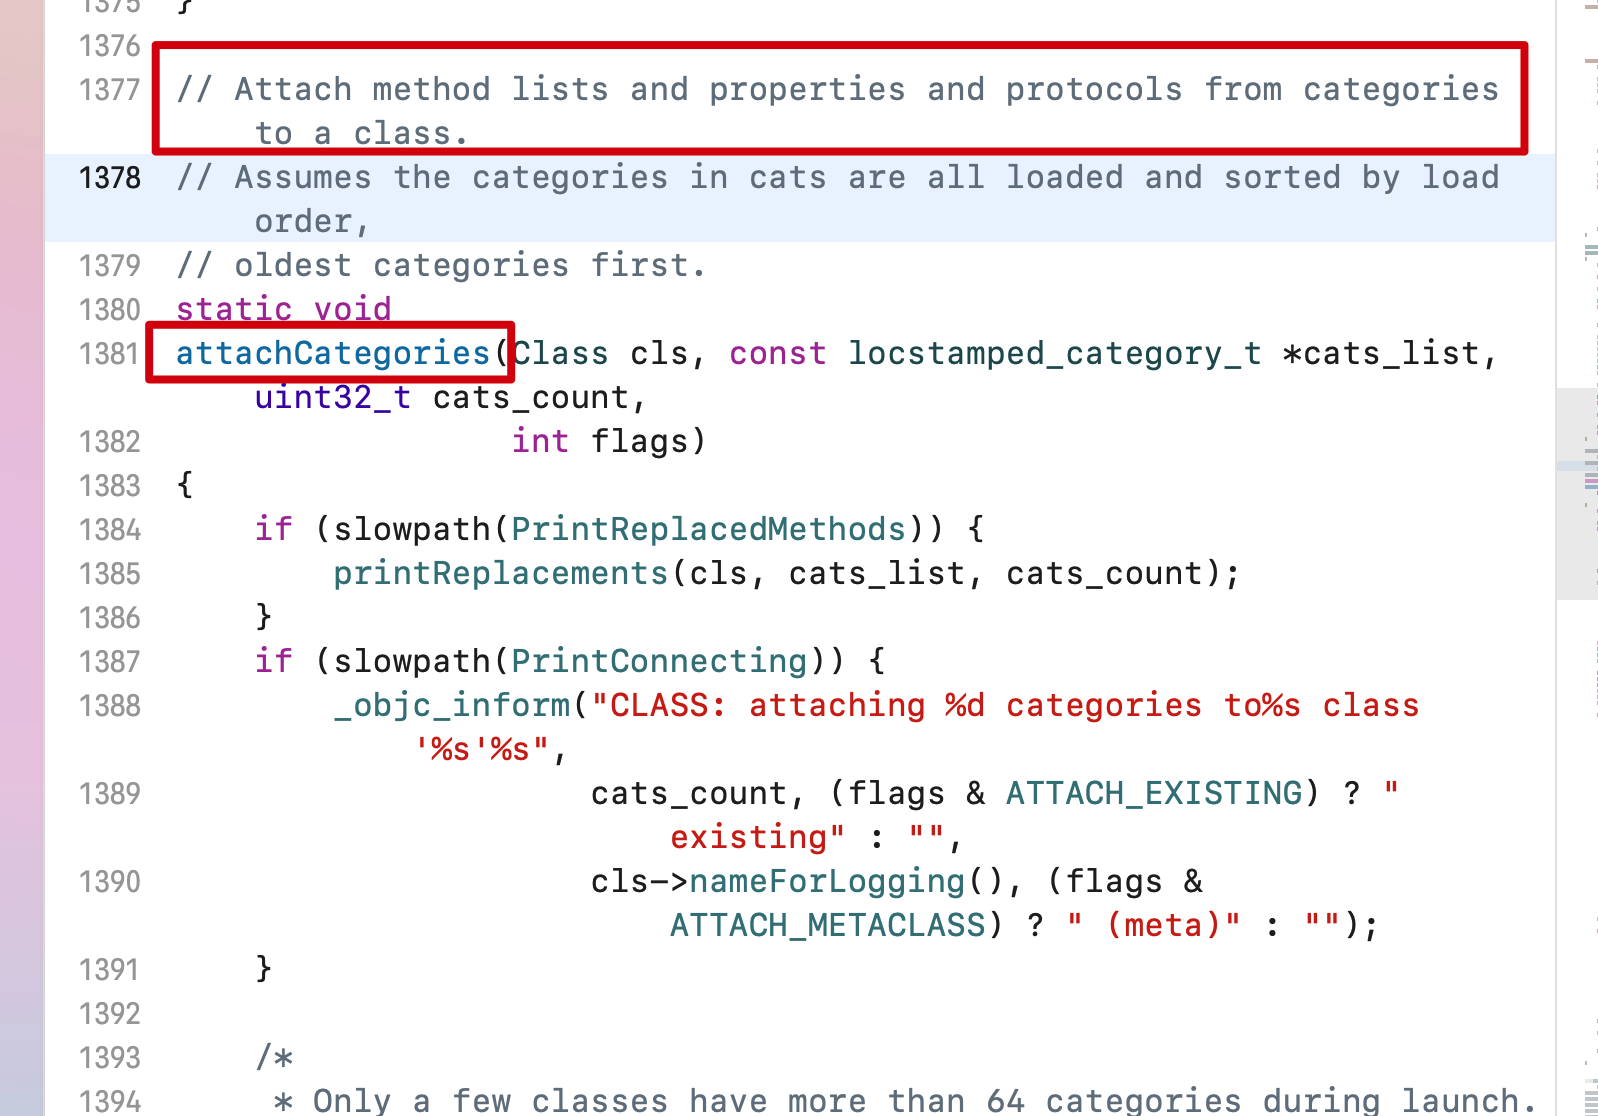 1375 }
1376
1377 // Attach method lists and properties and protocols from categories
to a class.
1378 // Assumes the categories in cats are all loaded and sorted by load
order,
1379 // oldest categories first.
1380 static void
1381 attachCategories(Class cls, const locstamped_category_t *cats_list,
uint32_t cats_count,
1382 int flags)
1383 {
1384 if (slowpath(PrintReplacedMethods)) {
1385 printReplacements(cls, cats_list, cats_count);
1386 }
1387 if (slowpath(PrintConnecting)) {
1388 _objc_inform("CLASS: attaching %d categories to%s class
'%s'%s",
1389 cats_count, (flags & ATTACH_EXISTING) ? "
existing" : "",
1390 cls->nameForLogging(), (flags &
ATTACH_METACLASS) ? " (meta)" : "");
1391 }
1392
1393 /*
1394 * Only a few classes have more than 64 categories during launch.